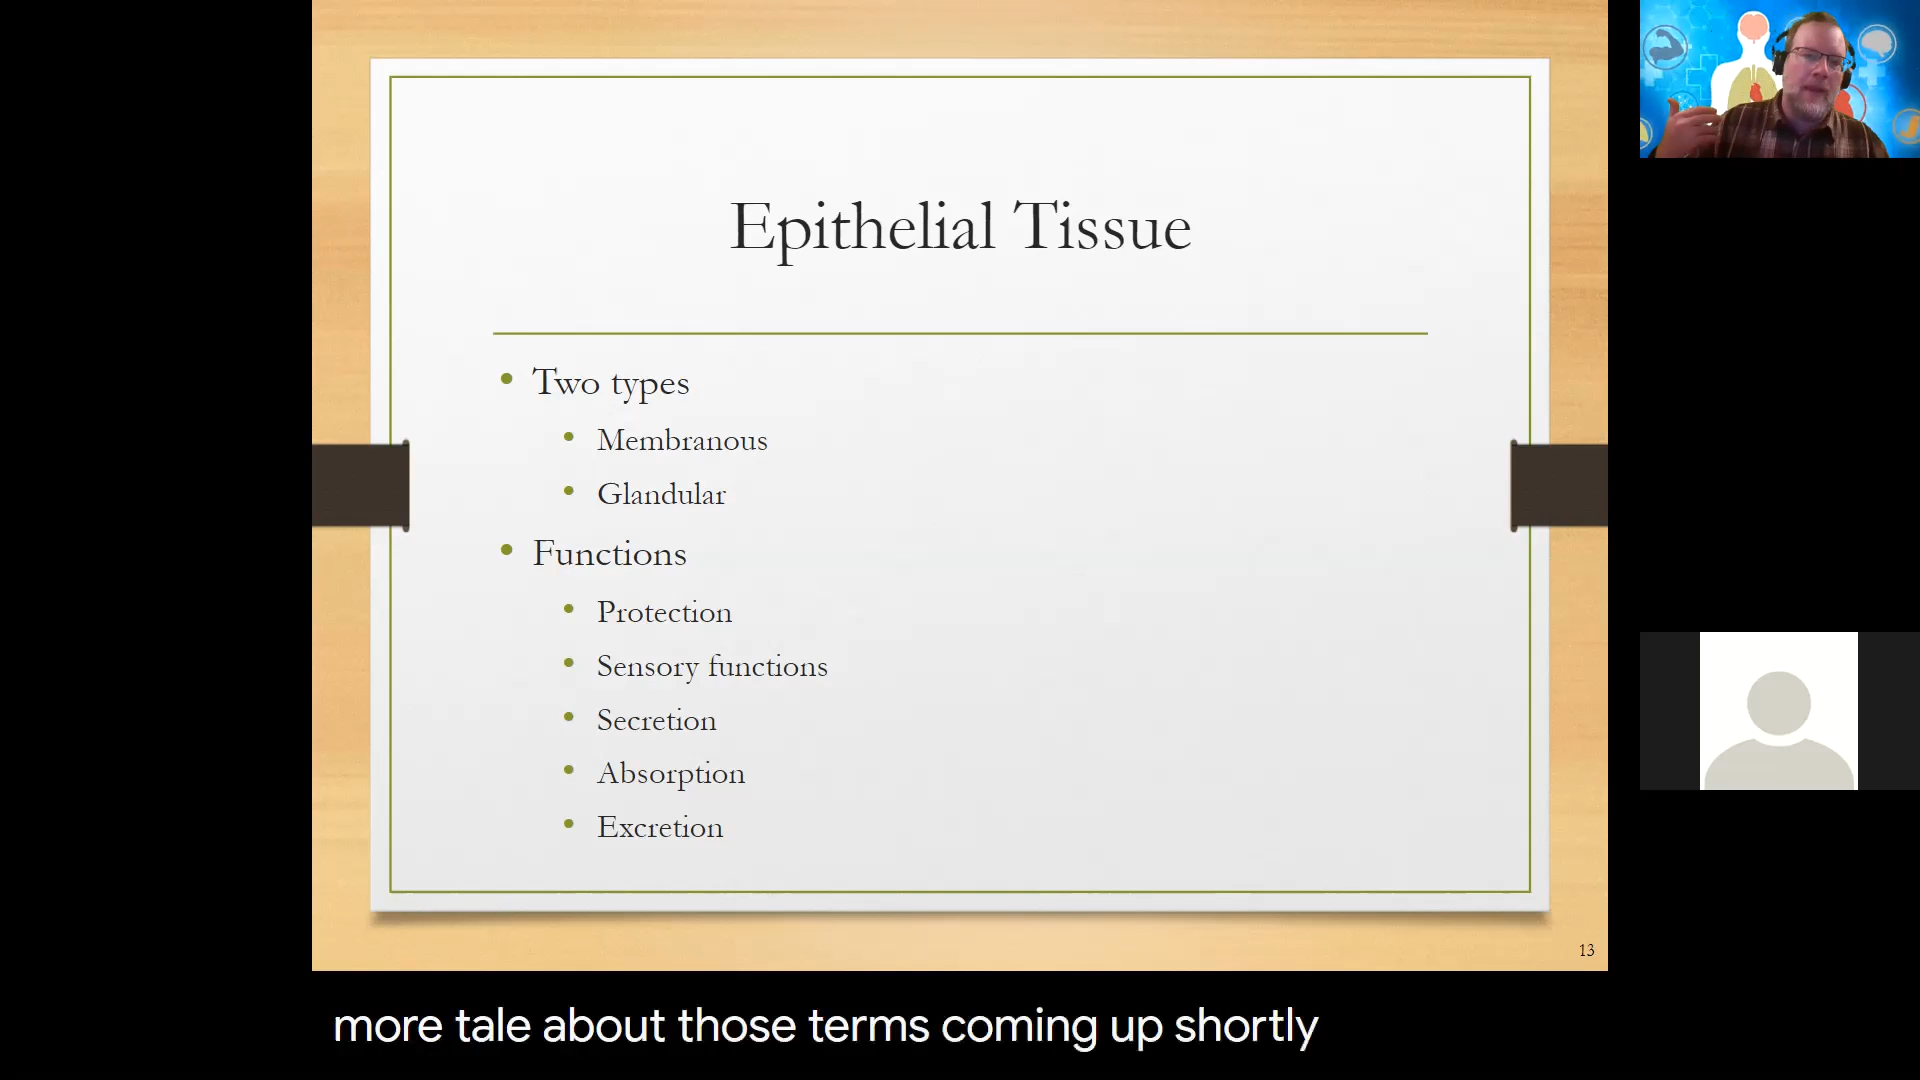 Epithelial Tissue
• Two types
• Membranous
• Glandular
• Functions
• Protection
• Sensory functions
• Secretion
• Absorption
• Excretion
13
more tale about those terms coming up shortly